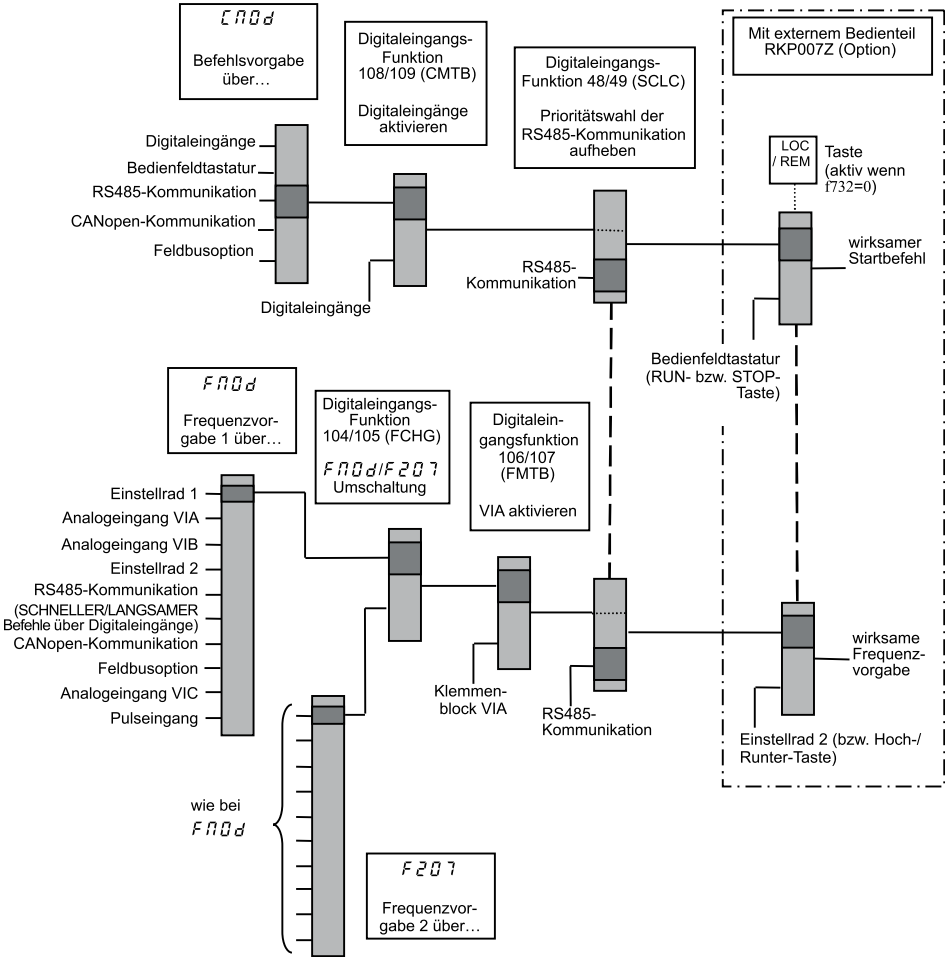 CMOd
Befehlsvorgabe
über…
Digitaleingangs-
Funktion
108/109 (CMTB)
Digitaleingänge
aktivieren
Digitaleingangs-
Funktion 48/49 (SCLC)
Prioritätswahl der
RS485-Kommunikation
aufheben
Mit externem Bedienteil
RKP007Z (Option)
Digitaleingänge
Bedienfeldtastatur
RS485-Kommunikation
CANopen-Kommunikation
Feldbusoption
Digitaleingänge
RS485-
Kommunikation
LOC
/ REM
Taste
(aktiv wenn
f732=0)
wirksamer
Startbefehl
Bedienfeldtastatur
(RUN- bzw. STOP-
Taste)
FMOd
Frequenzvor-
gabe 1 über…
Digitaleingangs-
Funktion
104/105 (FCHG)
FMOd/F207
Umschaltung
Digitalein-
gangsfunktion
106/107
(FMTB)
VIA aktivieren
Einstellrad 1
Analogeingang VIA
Analogeingang VIB
Einstellrad 2
RS485-Kommunikation
(SCHNELLER/LANGSAMER
Befehle über Digitaleingänge)
CANopen-Kommunikation
Feldbusoption
Analogeingang VIC
Pulseingang
Klemmen-
block VIA
RS485-
Kommunikation
wirksame
Frequenz-
vorgabe
Einstellrad 2 (bzw. Hoch-/
Runter-Taste)
wie bei
FMOd
F207
Frequenzvor-
gabe 2 über…